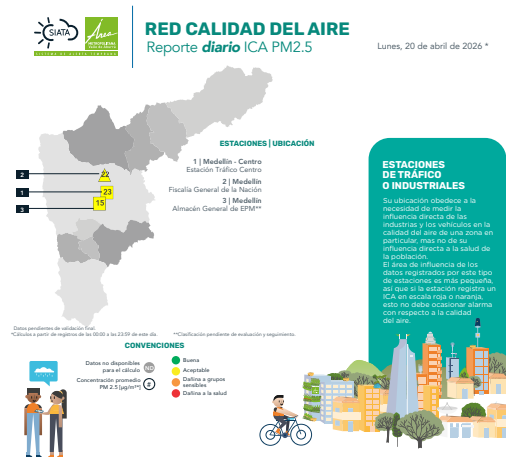 SIATA
Área
METROPOLITANA
Valle de Aburrá
RED CALIDAD DEL AIRE
Reporte diario ICA PM2.5
Lunes, 20 de abril de 2026 *
ESTACIONES | UBICACIÓN
1 | Medellín - Centro
Estación Tráfico Centro
2 | Medellín
Fiscalía General de la Nación
3 | Medellín
Almacén General de EPM**
2
22
1
23
3
15
ESTACIONES
DE TRÁFICO
O INDUSTRIALES
Su ubicación obedece a la
necesidad de medir la
influencia directa de las
industrias y los vehículos en la
calidad del aire de una zona en
particular, mas no de su
influencia directa a la salud de
la población.
El área de influencia de los
datos registrados por este tipo
de estaciones es más pequeña,
así que si la estación registra un
ICA en escala roja o naranja,
esto no debe ocasionar alarma
con respecto a la calidad
del aire.
Datos pendientes de validación final.
*Cálculos a partir de registros de las 00:00 a las 23:59 de este día.
**Clasificación pendiente de evaluación y seguimiento.
CONVENCIONES
Datos no disponibles
para el cálculo
ND
Concentración promedio
PM 2.5 (µg/m³)
#
Buena
Aceptable
Dañina a grupos
sensibles
Dañina a la salud